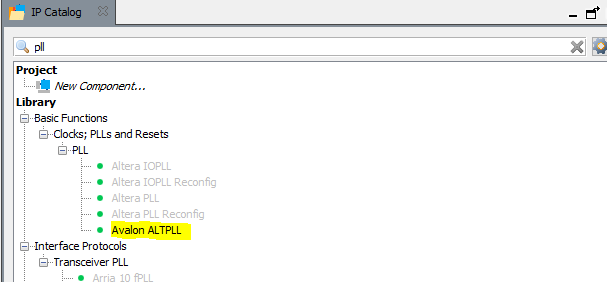 IP Catalog
pll
Project
New Component...
Library
Basic Functions
Clocks; PLLs and Resets
PLL
Altera IOPLL
Altera IOPLL Reconfig
Altera PLL
Altera PLL Reconfig
Avalon ALTPLL
Interface Protocols
Transceiver PLL
Arria 10 fPLL